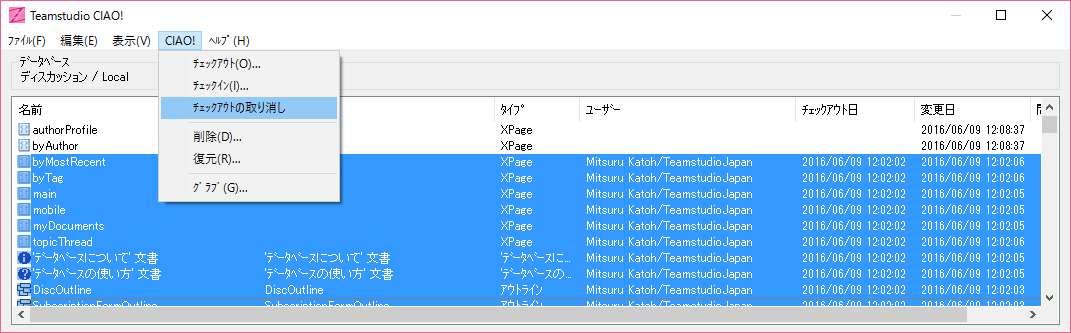 Teamstudio CIAO!
ﾌｧｲﾙ(F) 編集(E) 表示(V) CIAO! ﾍﾙﾌﾟ(H)
ﾃﾞｰﾀﾍﾞｰｽ
ディスカッション / Local
ﾁｪｯｸｱｳﾄ(O)...
ﾁｪｯｸｲﾝ(I)...
ﾁｪｯｸｱｳﾄの取り消し
削除(D)...
復元(R)...
ｸﾞﾗﾌﾞ(G)...
名前 ﾀｲﾌﾟ ﾕｰｻﾞｰ ﾁｪｯｸｱｳﾄ日 変更日
authorProfile XPage 2016/06/09 12:08:37
byAuthor XPage 2016/06/09 12:08:37
byMostRecent XPage Mitsuru Katoh/TeamstudioJapan 2016/06/09 12:02:02 2016/06/09 12:02:06
byTag XPage Mitsuru Katoh/TeamstudioJapan 2016/06/09 12:02:02 2016/06/09 12:02:06
main XPage Mitsuru Katoh/TeamstudioJapan 2016/06/09 12:02:02 2016/06/09 12:02:05
mobile XPage Mitsuru Katoh/TeamstudioJapan 2016/06/09 12:02:02 2016/06/09 12:02:05
myDocuments XPage Mitsuru Katoh/TeamstudioJapan 2016/06/09 12:02:02 2016/06/09 12:02:05
topicThread XPage Mitsuru Katoh/TeamstudioJapan 2016/06/09 12:02:02 2016/06/09 12:02:06
'ﾃﾞｰﾀﾍﾞｰｽについて' 文書 'ﾃﾞｰﾀﾍﾞｰｽについて' 文書 'ﾃﾞｰﾀﾍﾞｰｽに... Mitsuru Katoh/TeamstudioJapan 2016/06/09 12:02:02 2016/06/09 12:02:06
'ﾃﾞｰﾀﾍﾞｰｽの使い方' 文書 'ﾃﾞｰﾀﾍﾞｰｽの使い方' 文書 'ﾃﾞｰﾀﾍﾞｰｽの... Mitsuru Katoh/TeamstudioJapan 2016/06/09 12:02:02 2016/06/09 12:02:06
DiscOutline DiscOutline ｱｳﾄﾗｲﾝ Mitsuru Katoh/TeamstudioJapan 2016/06/09 12:02:02 2016/06/09 12:02:03
SubscriptionFormOutline SubscriptionFormOutline ｱｳﾄﾗｲﾝ Mitsuru Katoh/TeamstudioJapan 2016/06/09 12:02:02 2016/06/09 12:02:03